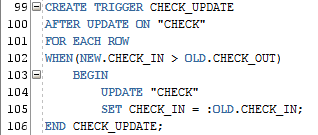 99 CREATE TRIGGER CHECK_UPDATE
100 AFTER UPDATE ON "CHECK"
101 FOR EACH ROW
102 WHEN(NEW.CHECK_IN > OLD.CHECK_OUT)
103 BEGIN
104 UPDATE "CHECK"
105 SET CHECK_IN = :OLD.CHECK_IN;
106 END CHECK_UPDATE;